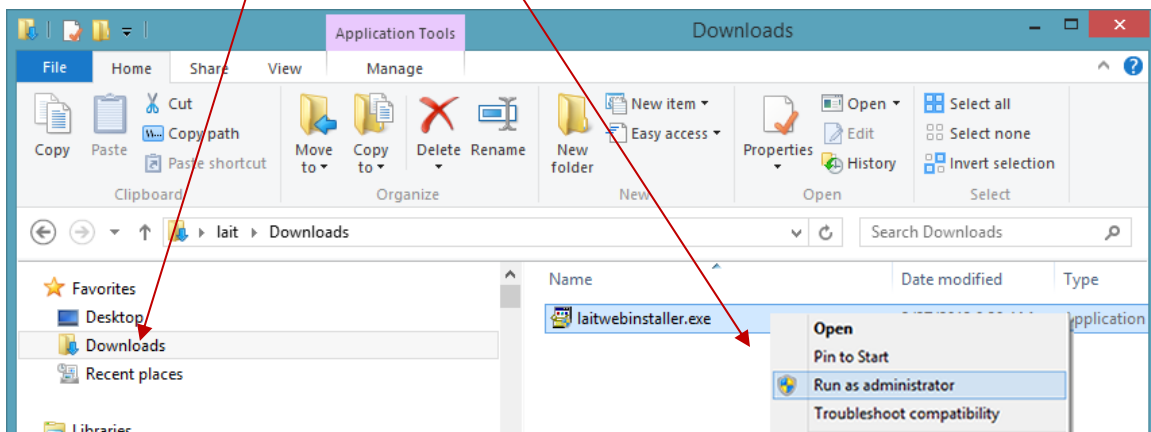 Application Tools
Downloads
File
Home
Share
View
Manage
Copy
Paste
Cut
Copy path
Paste shortcut
Clipboard
Move to
Copy to
Delete
Rename
Organize
New folder
New item
Easy access
New
Properties
Open
Edit
History
Open
Select all
Select none
Invert selection
Select
lait
Downloads
Search Downloads
Favorites
Desktop
Downloads
Recent places
Libraries
Name
Date modified
Type
laitwebinstaller.exe
Application
Open
Pin to Start
Run as administrator
Troubleshoot compatibility